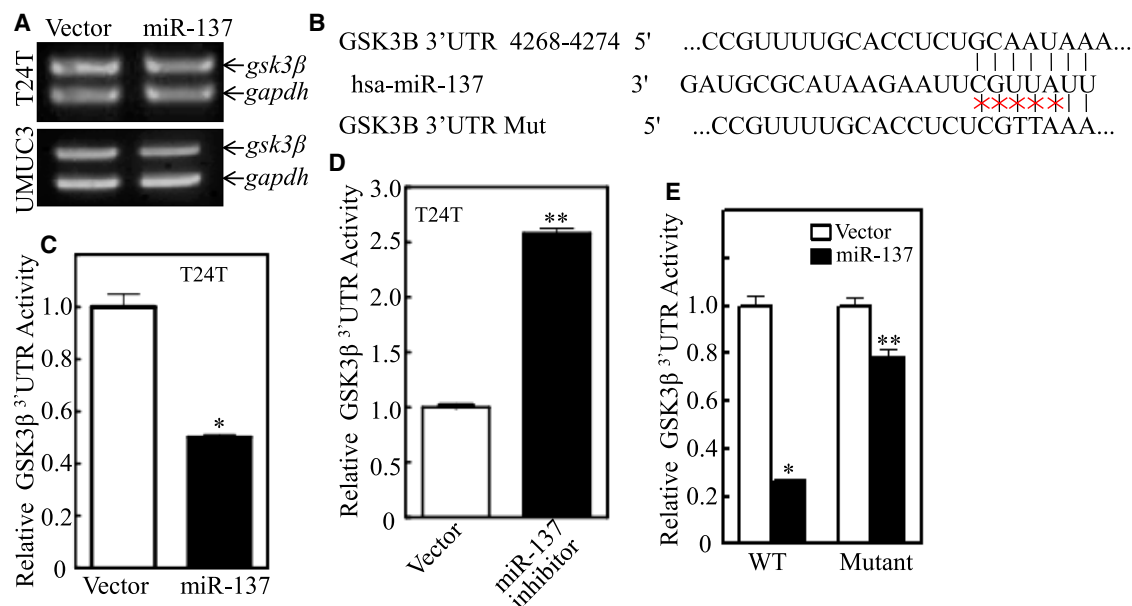 A
Vector miR-137
T24T
gsk3β
gapdh
UMUC3
gsk3β
gapdh
B
GSK3B 3'UTR 4268-4274 5' ...CCGUUUUGCACCUCUGCAAUAAA...
hsa-miR-137 3' GAUGCGCAUAAGAAUUCGUUAUU
GSK3B 3'UTR Mut 5' ...CCGUUUUGCACCUCUCGTTAAA...
C
Relative GSK3β 3'UTR Activity
T24T
1.0
0.8
0.6
0.4
0.2
0
*
Vector miR-137
D
Relative GSK3β 3'UTR Activity
T24T
3.0
2.5
2.0
1.5
1.0
0.5
0
**
Vector
miR-137
inhibitor
E
Relative GSK3β 3'UTR Activity
Vector
miR-137
1.0
0.8
0.6
0.4
0.2
0
*
**
WT Mutant